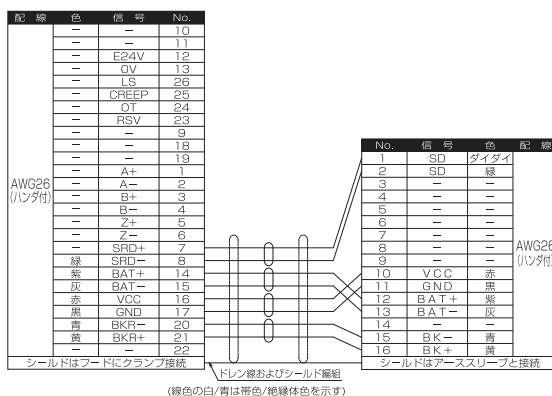 配 線 色 信 号 No.
－ － 10
－ － 11
－ E24V 12
－ 0V 13
－ LS 26
－ CREEP 25
－ OT 24
－ RSV 23
－ － 9
－ － 18
－ － 19
－ A+ 1
－ A− 2
－ B+ 3
－ B− 4
－ Z+ 5
－ Z− 6
－ SRD+ 7
緑 SRD− 8
紫 BAT+ 14
灰 BAT− 15
赤 VCC 16
黒 GND 17
青 BKR− 20
黄 BKR+ 21
－ － 22
AWG26
(ハンダ付)
シールドはフードにクランプ接続
No. 信 号 色 配 線
1 SD ダイダイ
2 SD 緑
3 － －
4 － －
5 － －
6 － －
7 － －
8 － －
9 － －
10 VCC 赤
11 GND 黒
12 BAT+ 紫
13 BAT− 灰
14 － －
15 BK− 青
16 BK+ 黄
AWG26
(ハンダ付)
シールドはアーススリーブと接続
ドレン線およびシールド編組
(線色の白/青は帯色/絶縁体色を示す)